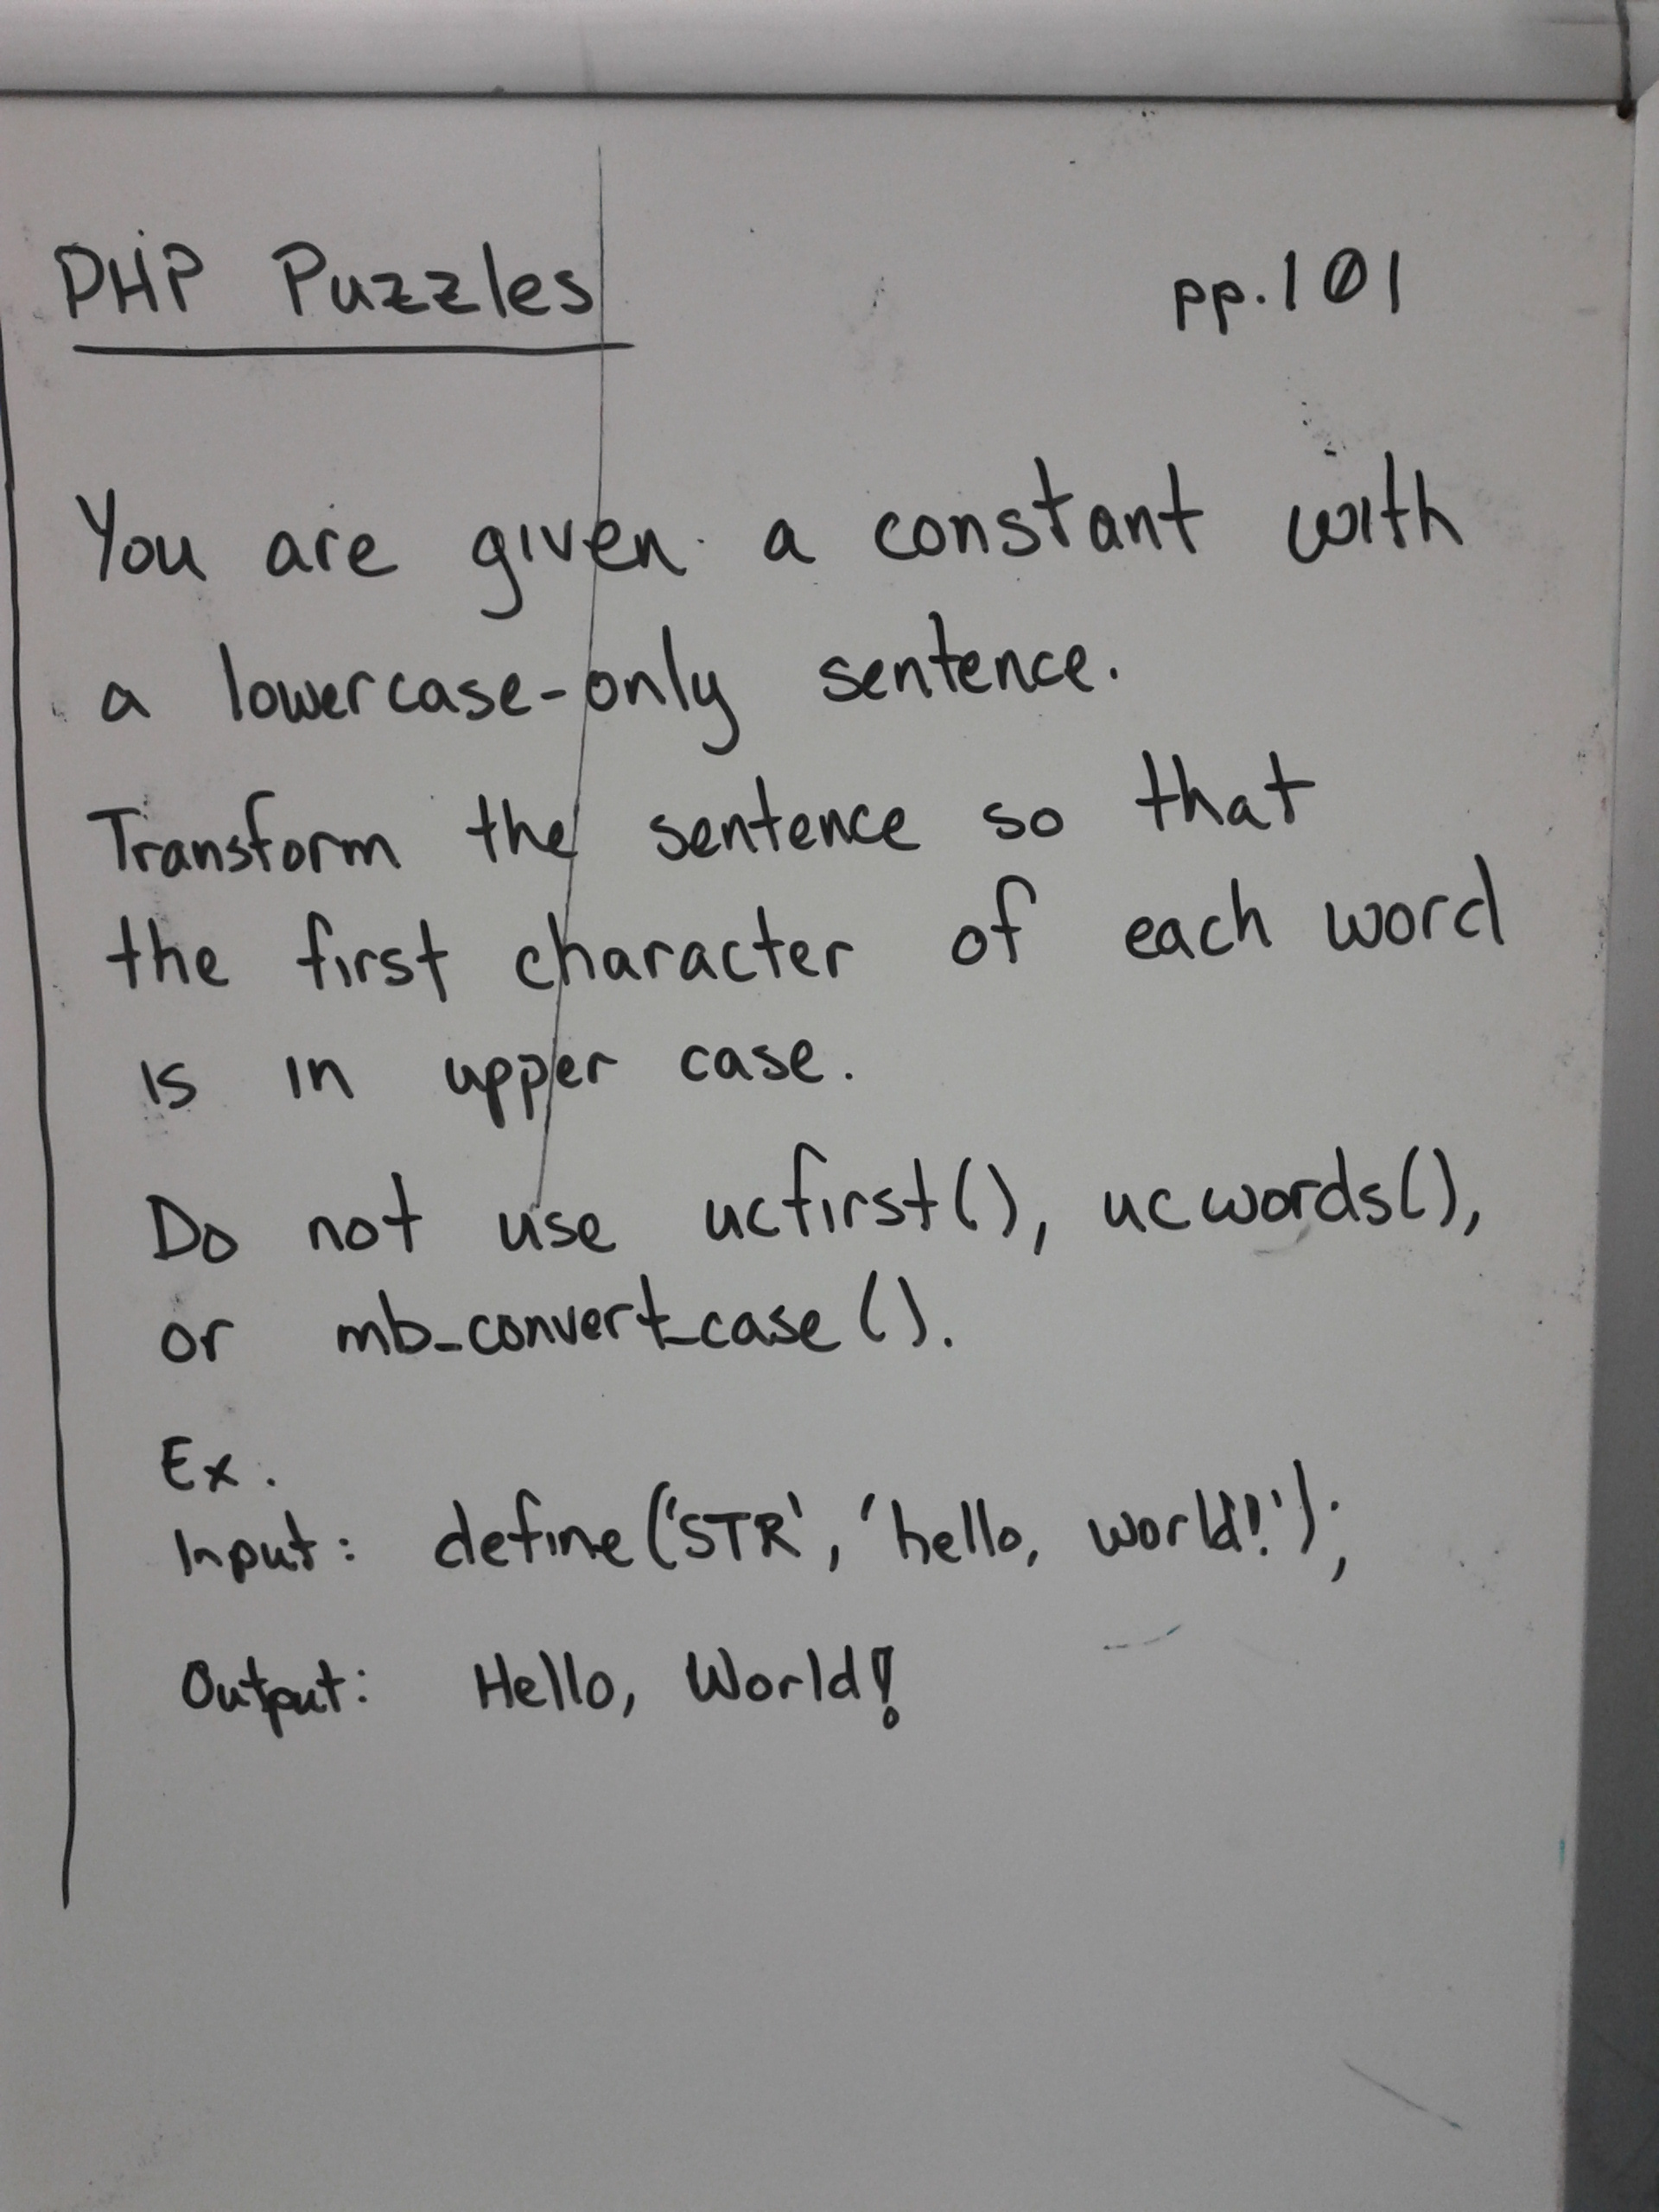 PHP Puzzles pp.101
You are given a constant with
a lowercase-only sentence.
Transform the sentence so that
the first character of each word
is in upper case.
Do not use ucfirst(), ucwords(),
or mb_convert_case().
Ex.
Input: define('STR', 'hello, world!');
Output: Hello, World!